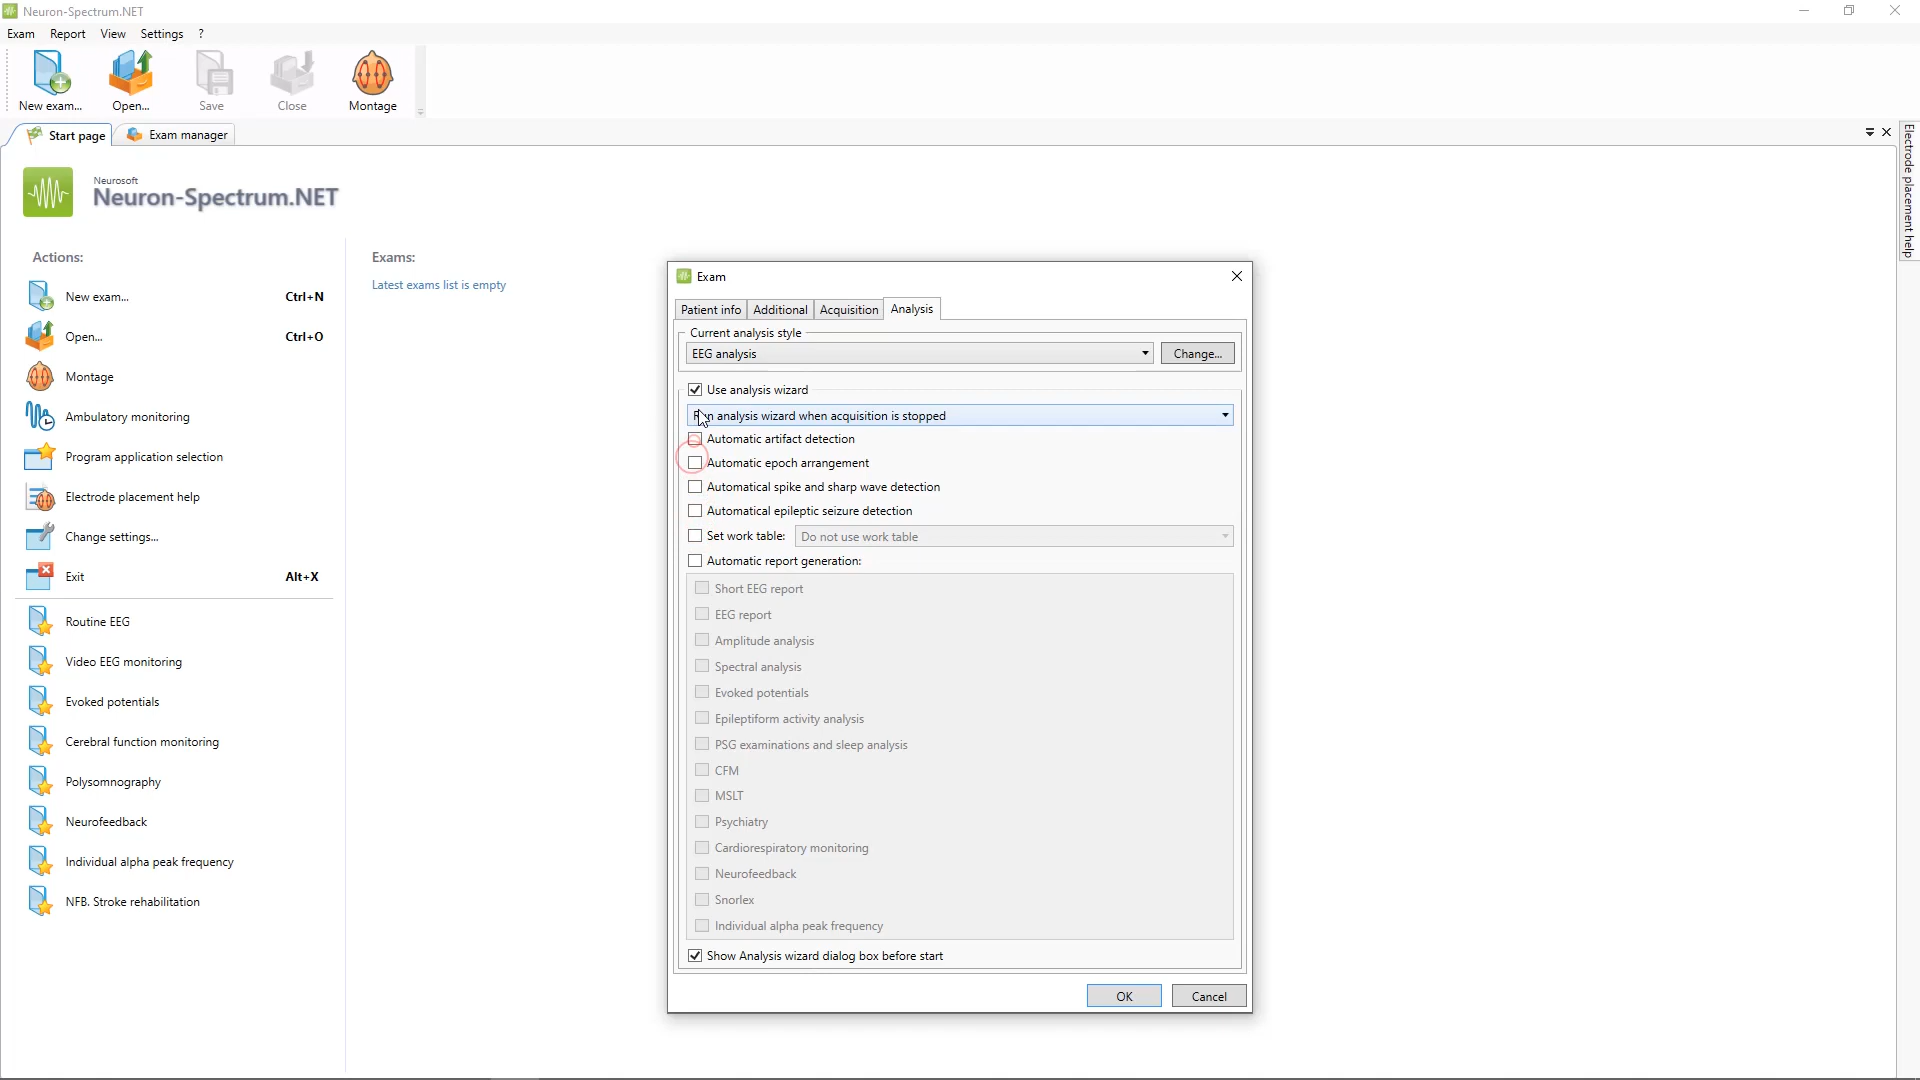 Neuron-Spectrum.NET
Exam Report View Settings ?
New exam... Open... Save Close Montage
Start page Exam manager
Electrode placement help
Neurosoft
Neuron-Spectrum.NET
Actions:
New exam... Ctrl+N
Open... Ctrl+O
Montage
Ambulatory monitoring
Program application selection
Electrode placement help
Change settings...
Exit Alt+X
Routine EEG
Video EEG monitoring
Evoked potentials
Cerebral function monitoring
Polysomnography
Neurofeedback
Individual alpha peak frequency
NFB. Stroke rehabilitation
Exams:
Latest exams list is empty
Exam
Patient info Additional Acquisition Analysis
Current analysis style
EEG analysis Change...
Use analysis wizard
Run analysis wizard when acquisition is stopped
Automatic artifact detection
Automatic epoch arrangement
Automatical spike and sharp wave detection
Automatical epileptic seizure detection
Set work table: Do not use work table
Automatic report generation:
Short EEG report
EEG report
Amplitude analysis
Spectral analysis
Evoked potentials
Epileptiform activity analysis
PSG examinations and sleep analysis
CFM
MSLT
Psychiatry
Cardiorespiratory monitoring
Neurofeedback
Snorlex
Individual alpha peak frequency
Show Analysis wizard dialog box before start
OK Cancel